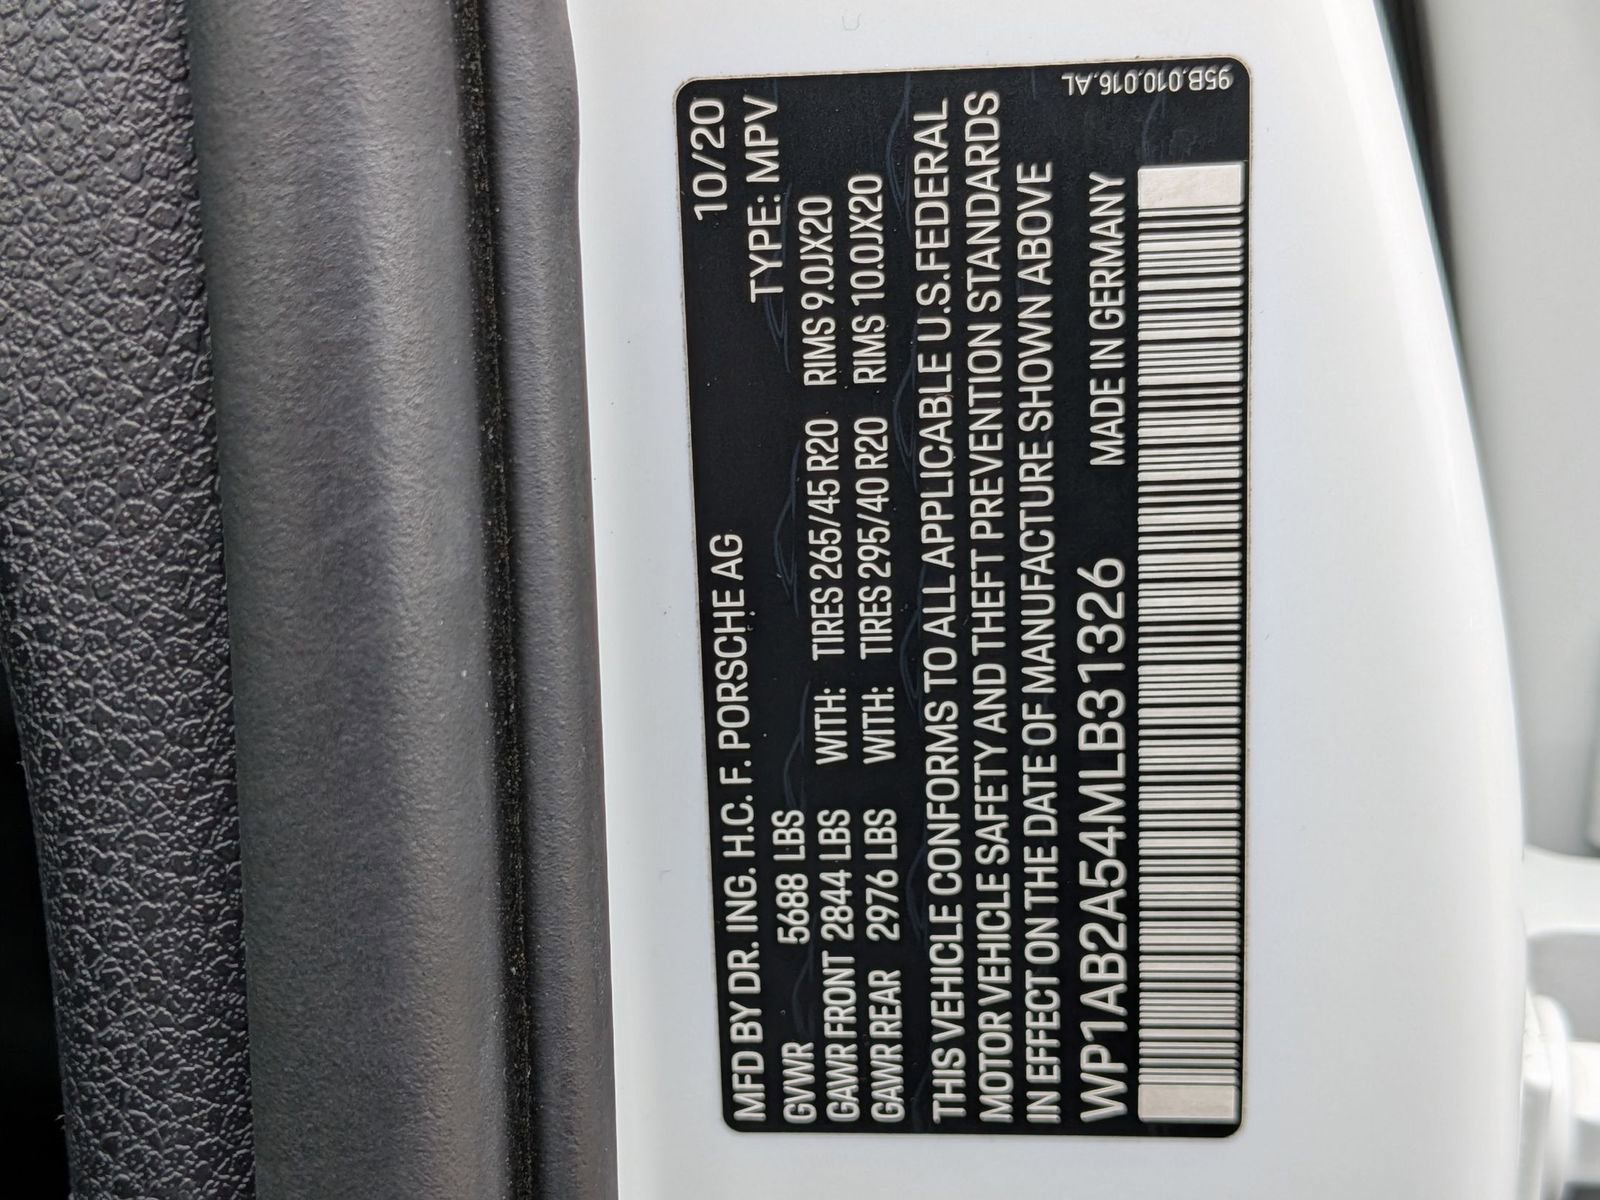 MFD BY DR. ING. H.C. F. PORSCHE AG 10/20
GVWR 5688 LBS TYPE: MPV
GAWR FRONT 2844 LBS WITH: TIRES 265/45 R20 RIMS 9.0JX20
GAWR REAR 2976 LBS WITH: TIRES 295/40 R20 RIMS 10.0JX20
THIS VEHICLE CONFORMS TO ALL APPLICABLE U.S.FEDERAL
MOTOR VEHICLE SAFETY AND THEFT PREVENTION STANDARDS
IN EFFECT ON THE DATE OF MANUFACTURE SHOWN ABOVE
WP1AB2A54MLB31326 MADE IN GERMANY
95B.010.016.AL